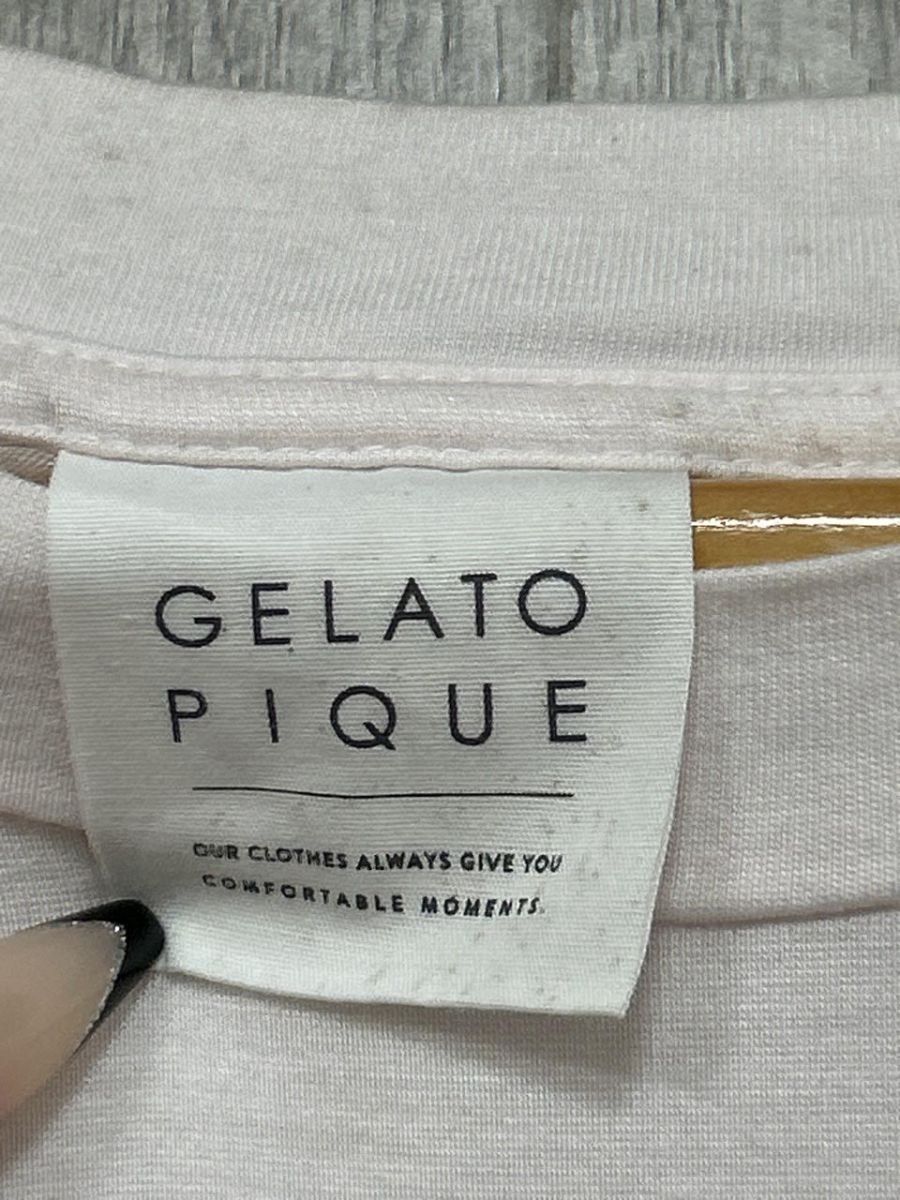 GELATO
PIQUE
OUR CLOTHES ALWAYS GIVE YOU
COMFORTABLE MOMENTS.